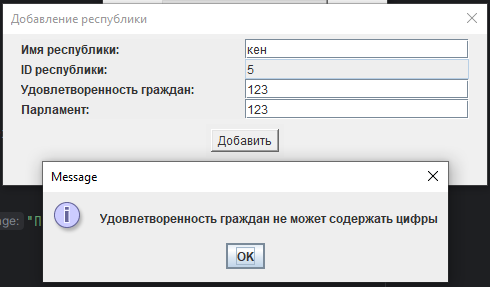 Добавление республики
Имя республики: кен
ID республики: 5
Удовлетворенность граждан: 123
Парламент: 123
Добавить
Message
Удовлетворенность граждан не может содержать цифры
OK
ge: "П